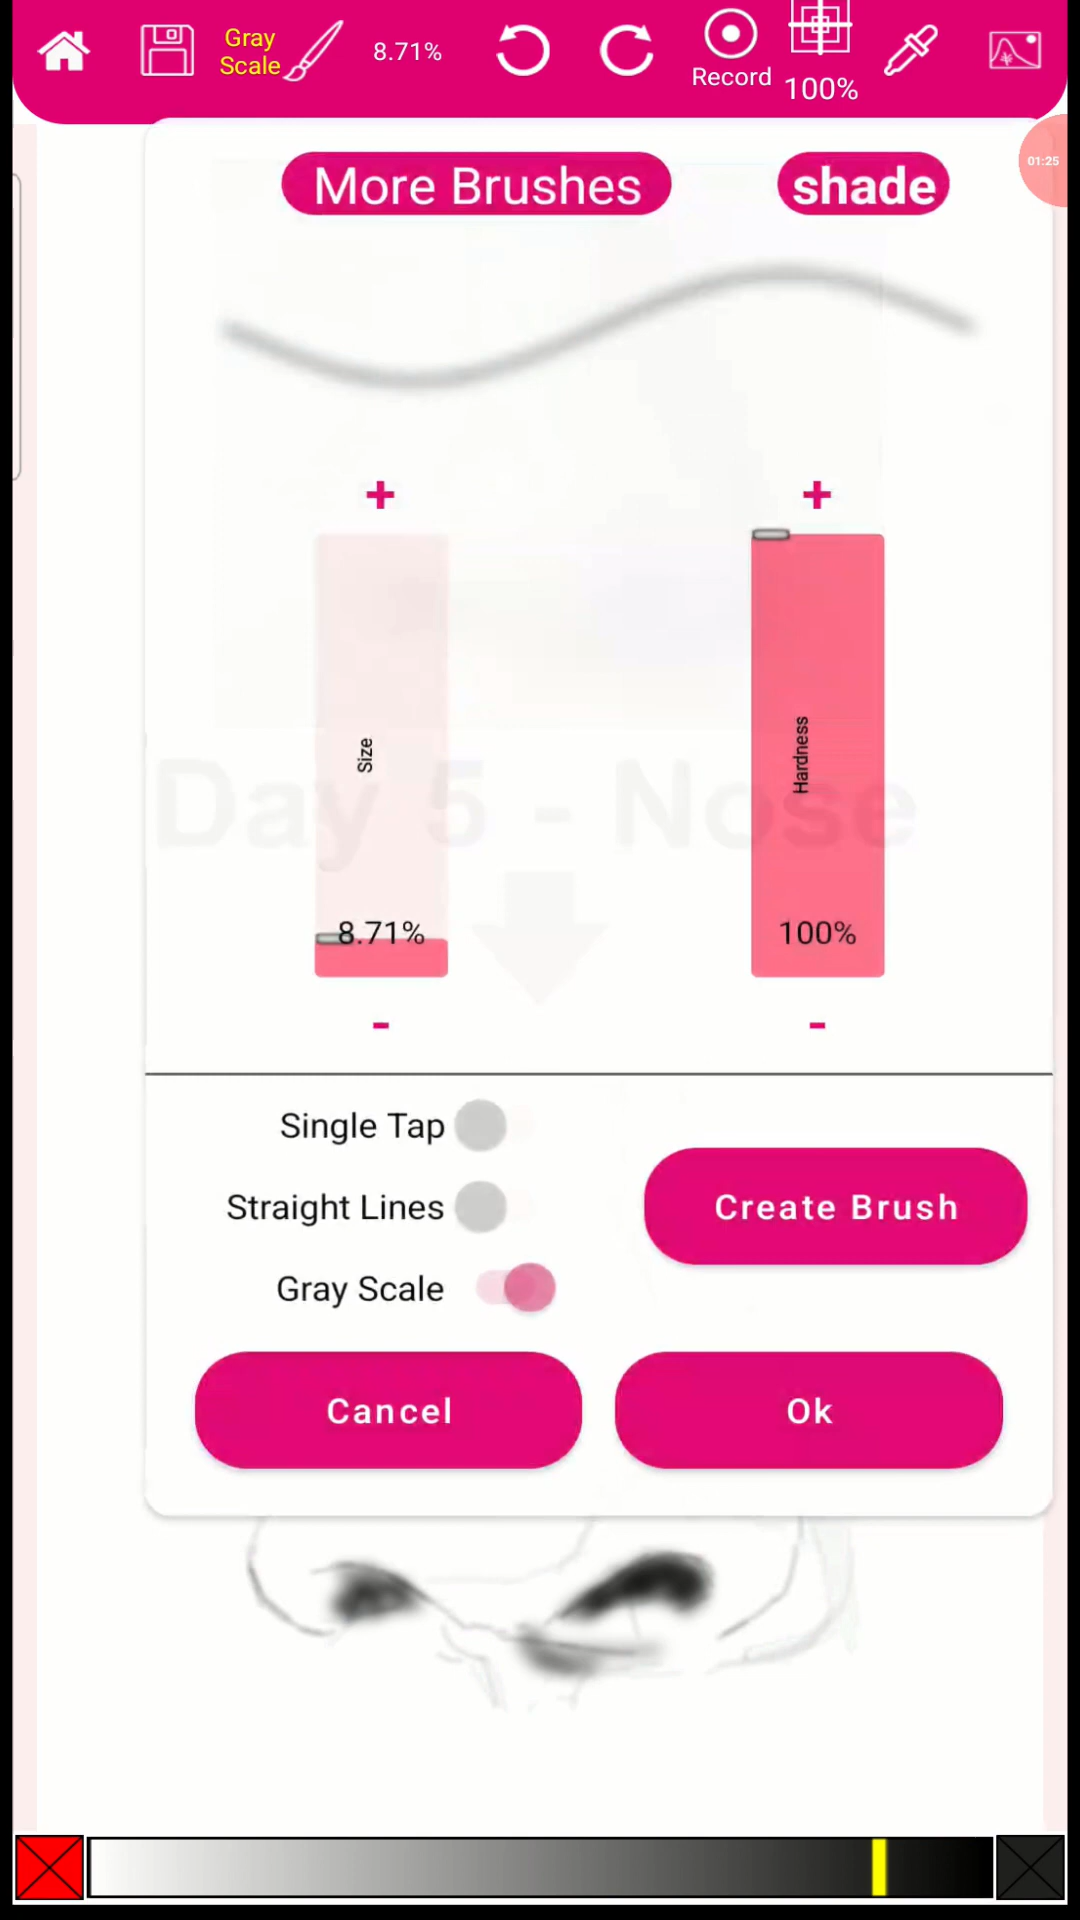 Gray
Scale
8.71%
Record
100%
01:25
More Brushes
shade
+
+
Size
Hardness
Day 5 - Nose
8.71%
100%
-
-
Single Tap
Straight Lines
Create Brush
Gray Scale
Cancel
Ok